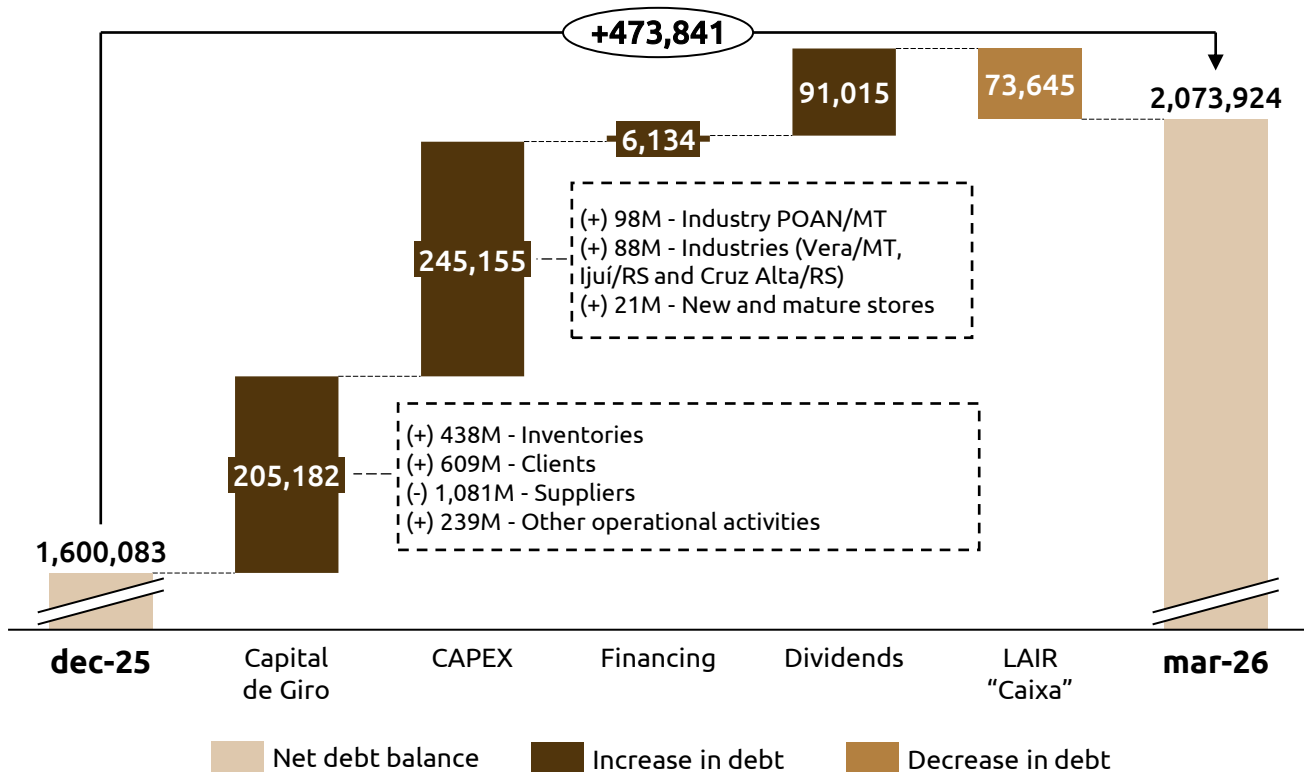 +473,841
91,015
73,645
2,073,924
6,134
(+) 98M - Industry POAN/MT
(+) 88M - Industries (Vera/MT,
Ijuí/RS and Cruz Alta/RS)
(+) 21M - New and mature stores
245,155
(+) 438M - Inventories
(+) 609M - Clients
(-) 1,081M - Suppliers
(+) 239M - Other operational activities
205,182
1,600,083
dec-25
Capital
de Giro
CAPEX
Financing
Dividends
LAIR
“Caixa”
mar-26
Net debt balance
Increase in debt
Decrease in debt